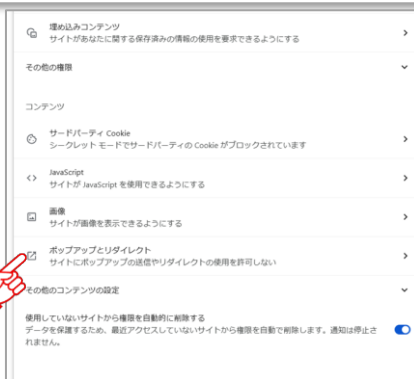 埋め込みコンテンツ
サイトがあなたに関する保存済みの情報の使用を要求できるようにする
その他の権限
コンテンツ
サードパーティ Cookie
シークレット モードでサードパーティの Cookie がブロックされています
JavaScript
サイトが JavaScript を使用できるようにする
画像
サイトが画像を表示できるようにする
ポップアップとリダイレクト
サイトにポップアップの送信やリダイレクトの使用を許可しない
その他のコンテンツの設定
使用していないサイトから権限を自動的に削除する
データを保護するため、最近アクセスしていないサイトから権限を自動で削除します。通知は停止さ
れません。